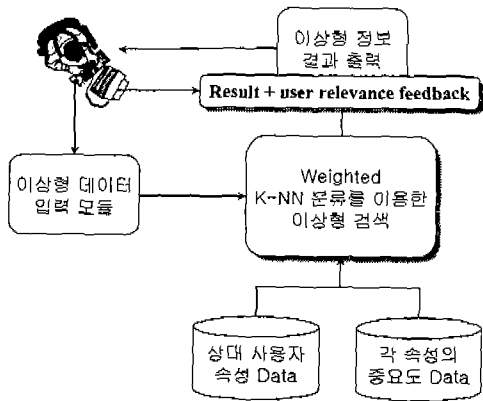 이상형 정보
결과 출력
Result + user relevance feedback
이상형 데이터
입력 모듈
Weighted
K-NN 분류를 이용한
이상형 검색
상대 사용자
속성 Data
각 속성의
중요도 Data